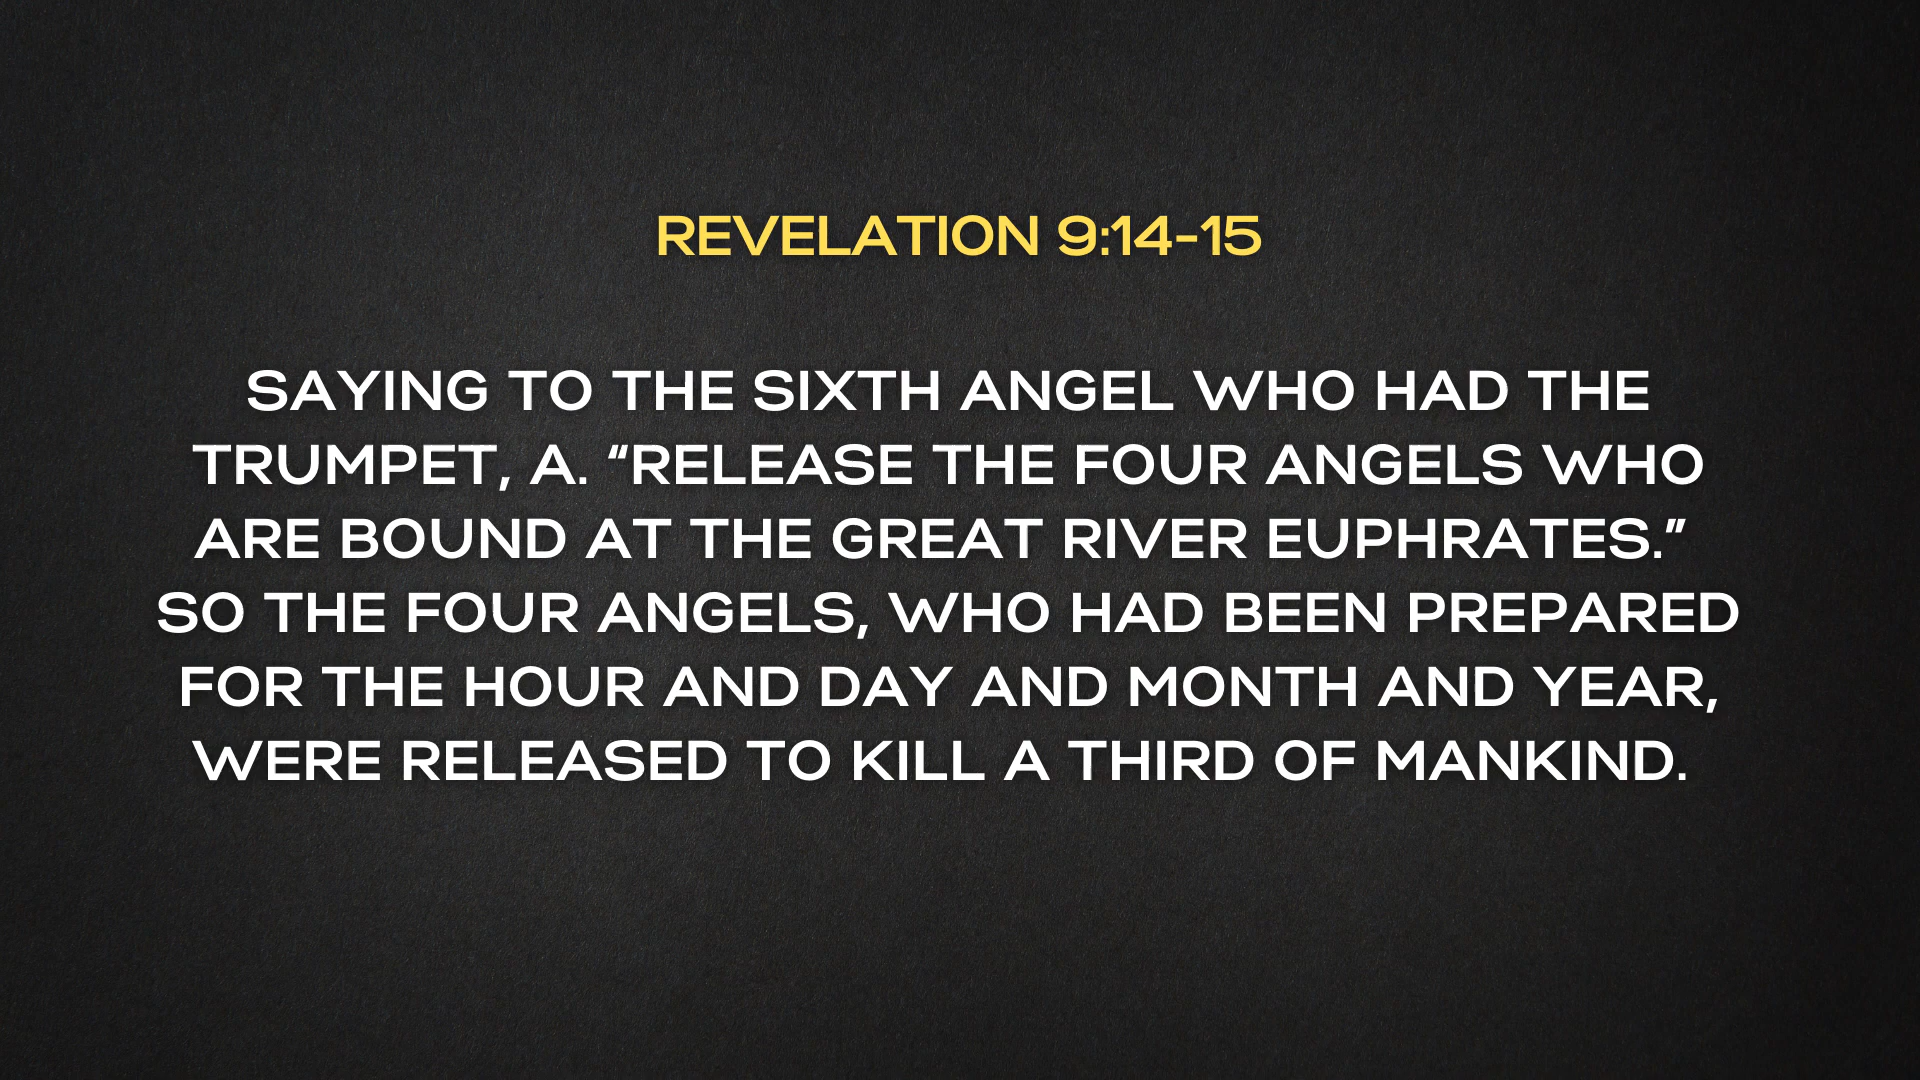 REVELATION 9:14-15
SAYING TO THE SIXTH ANGEL WHO HAD THE
TRUMPET, A. “RELEASE THE FOUR ANGELS WHO
ARE BOUND AT THE GREAT RIVER EUPHRATES.”
SO THE FOUR ANGELS, WHO HAD BEEN PREPARED
FOR THE HOUR AND DAY AND MONTH AND YEAR,
WERE RELEASED TO KILL A THIRD OF MANKIND.